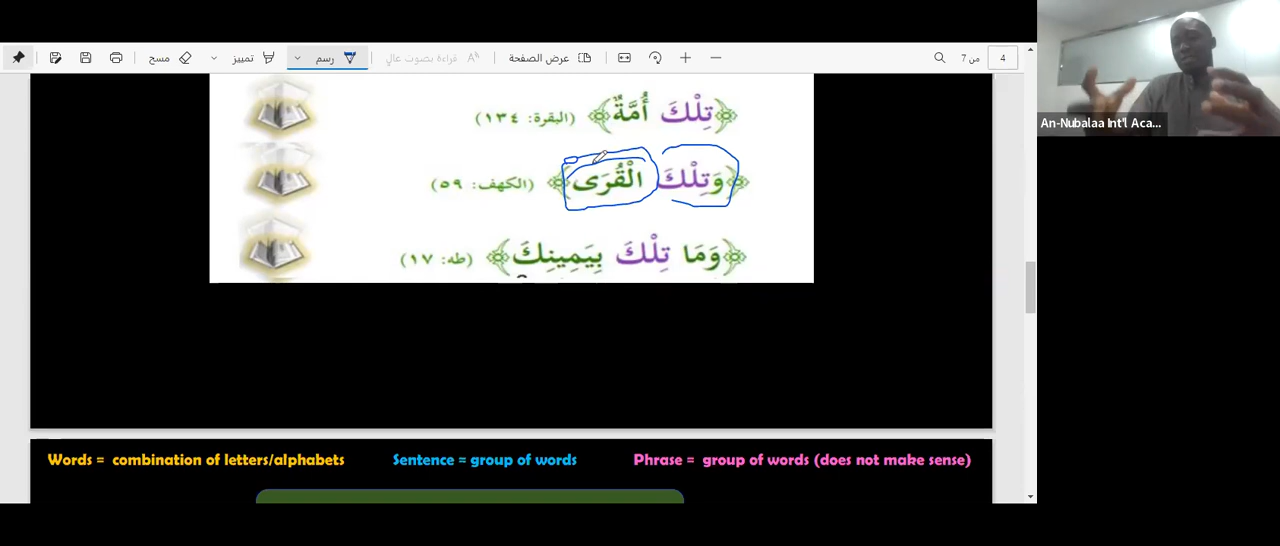 4 من 7
عرض الصفحة
قراءة بصوت عالٍ
رسم
تمييز
مسح
An-Nubalaa Int'l Aca...
﴿تِلْكَ أُمَّةٌ﴾ (البقرة: ١٣٤)
﴿وَتِلْكَ الْقُرَى﴾ (الكهف: ٥٩)
﴿وَمَا تِلْكَ بِيَمِينِكَ﴾ (طه: ١٧)
Words = combination of letters/alphabets Sentence = group of words Phrase = group of words (does not make sense)